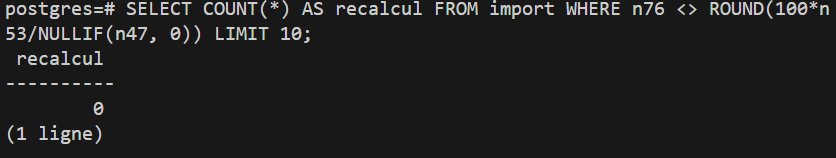 postgres=# SELECT COUNT(*) AS recalcul FROM import WHERE n76 <> ROUND(100*n
53/NULLIF(n47, 0)) LIMIT 10;
 recalcul
----------
        0
(1 ligne)